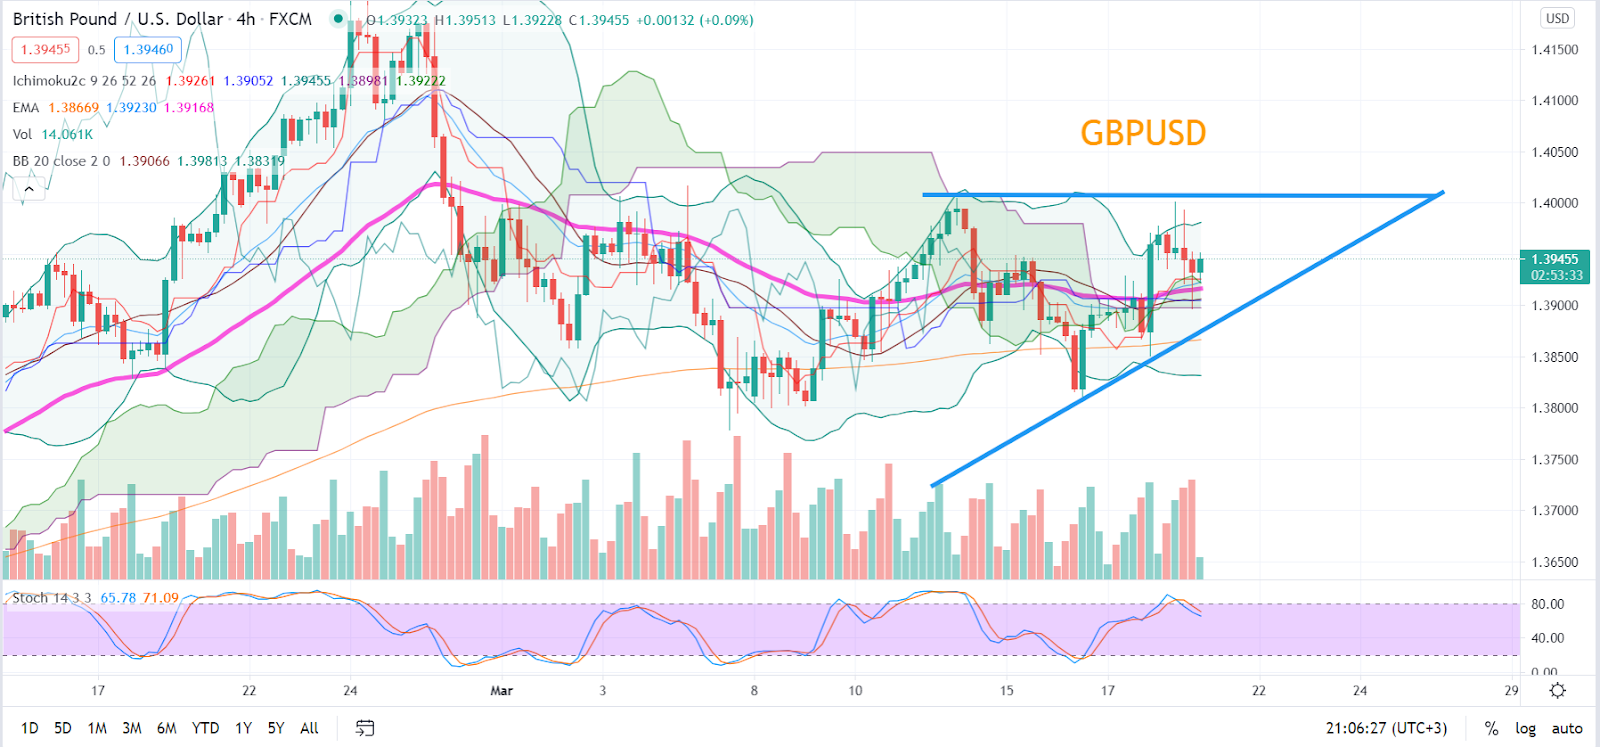 British Pound / U.S. Dollar · 4h · FXCM O1.39323 H1.39513 L1.39228 C1.39455 +0.00132 (+0.09%)
USD
1.39455 0.5 1.39460
Ichimoku2c 9 26 52 26 1.39261 1.39052 1.39455 1.38981 1.39222
EMA 1.38669 1.39230 1.39168
Vol 14.061K
BB 20 close 2 0 1.39066 1.39813 1.38319
GBPUSD
1.41500
1.41000
1.40500
1.40000
1.39455
02:53:33
1.39000
1.38500
1.38000
1.37500
1.37000
1.36500
Stoch 14 3 3 65.78 71.09
80.00
40.00
0.00
17 22 24 Mar 3 8 10 15 17 22 24 29
1D 5D 1M 3M 6M YTD 1Y 5Y All 21:06:27 (UTC+3) % log auto